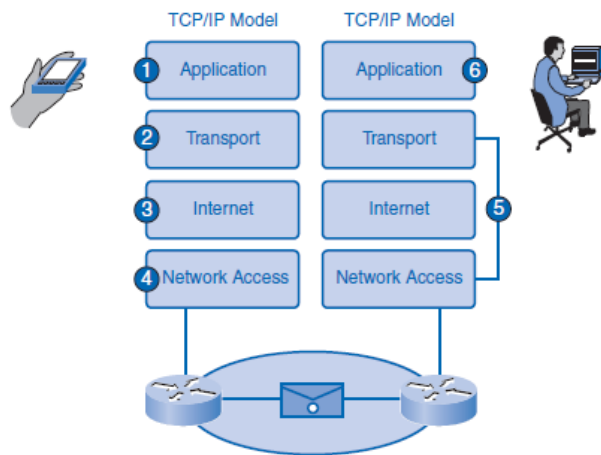 TCP/IP Model
TCP/IP Model
1 Application
Application 6
2 Transport
Transport
3 Internet
Internet
5
4 Network Access
Network Access